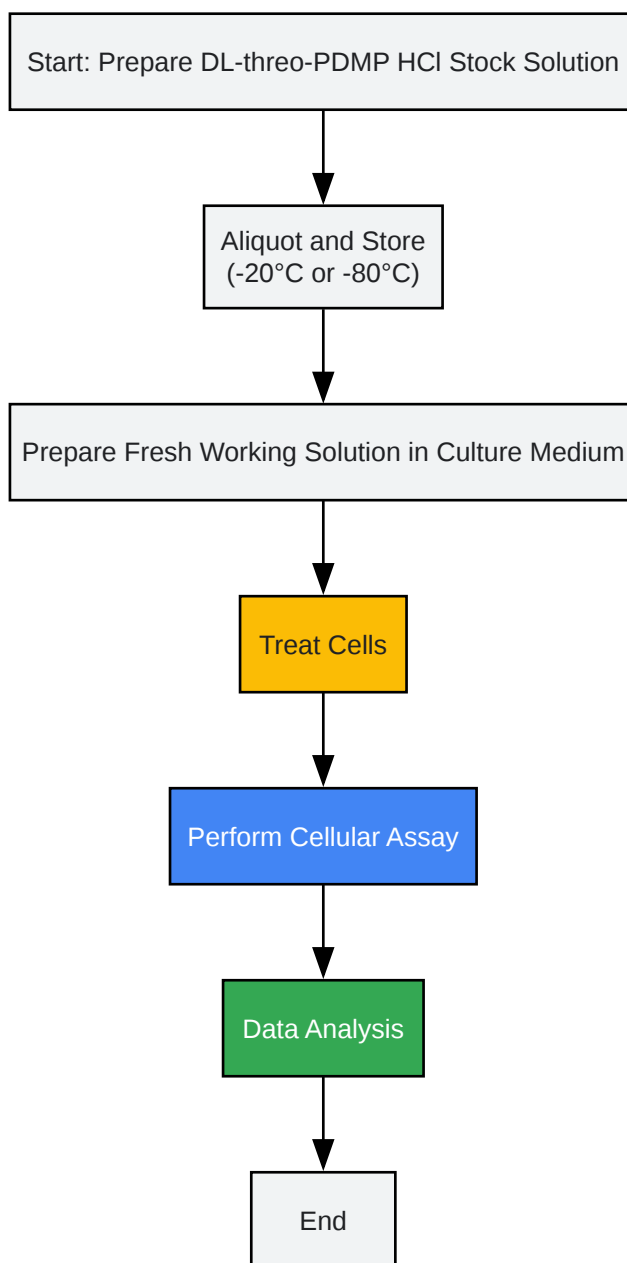 Start: Prepare DL-threo-PDMP HCl Stock Solution
Aliquot and Store
(-20°C or -80°C)
Prepare Fresh Working Solution in Culture Medium
Treat Cells
Perform Cellular Assay
Data Analysis
End